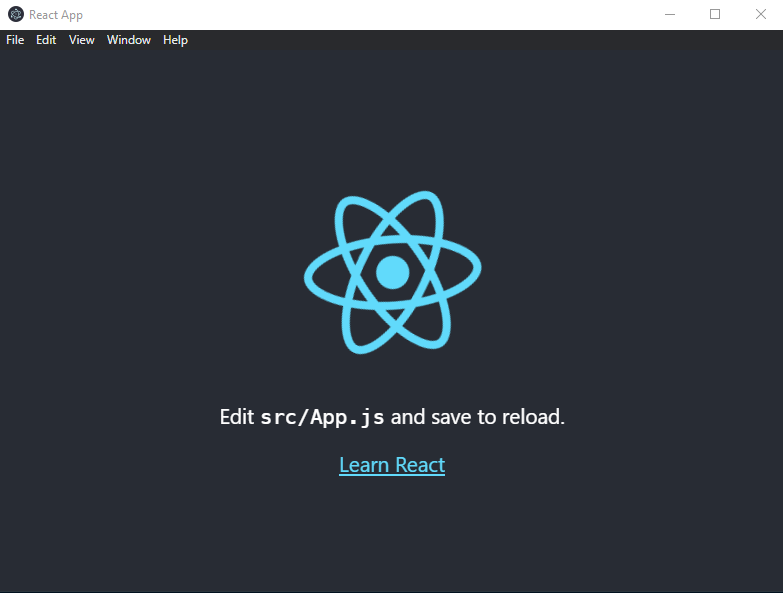 React App
File Edit View Window Help
Edit src/App.js and save to reload.
Learn React